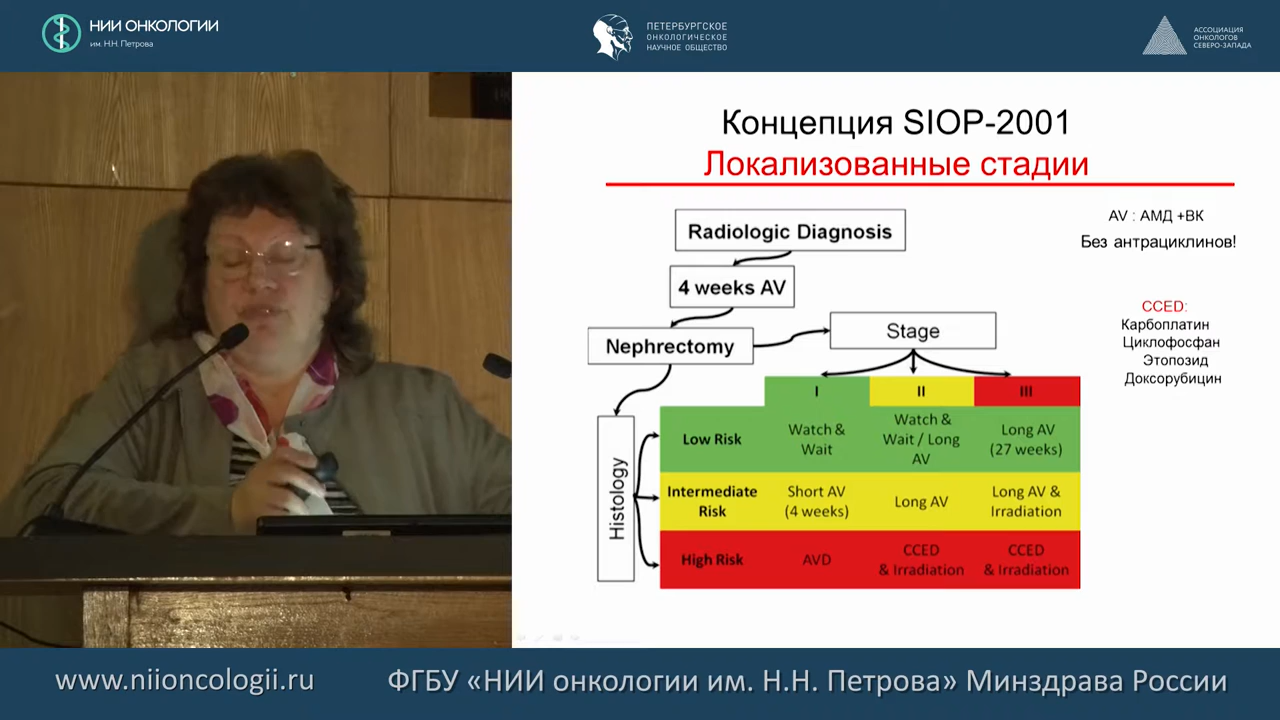 НИИ ОНКОЛОГИИ
им. Н.Н. Петрова
ПЕТЕРБУРГСКОЕ
ОНКОЛОГИЧЕСКОЕ
НАУЧНОЕ ОБЩЕСТВО
АССОЦИАЦИЯ
ОНКОЛОГОВ
СЕВЕРО-ЗАПАДА
Концепция SIOP-2001
Локализованные стадии
Radiologic Diagnosis
4 weeks AV
Nephrectomy
Stage
AV : АМД +ВК
Без антрациклинов!
CCED:
Карбоплатин
Циклофосфан
Этопозид
Доксорубицин
I
II
III
Histology
Low Risk
Watch &
Wait
Watch &
Wait / Long
AV
Long AV
(27 weeks)
Intermediate
Risk
Short AV
(4 weeks)
Long AV
Long AV &
Irradiation
High Risk
AVD
CCED
& Irradiation
CCED
& Irradiation
www.niioncologii.ru
ФГБУ «НИИ онкологии им. Н.Н. Петрова» Минздрава России